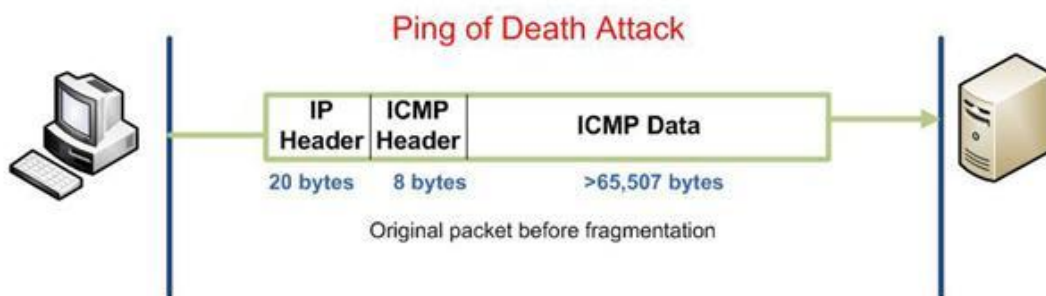 Ping of Death Attack
IP Header
ICMP Header
ICMP Data
20 bytes
8 bytes
>65,507 bytes
Original packet before fragmentation